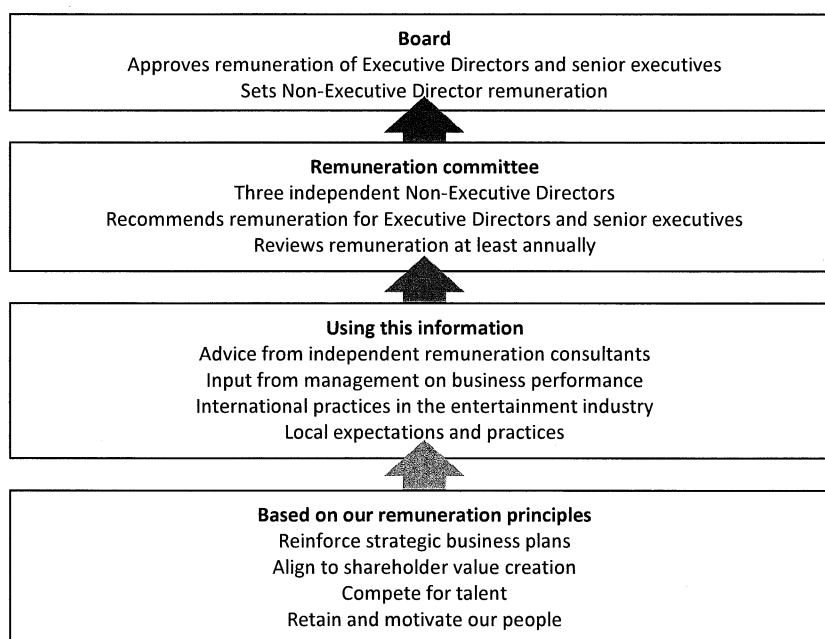 Board
Approves remuneration of Executive Directors and senior executives
Sets Non-Executive Director remuneration
Remuneration committee
Three independent Non-Executive Directors
Recommends remuneration for Executive Directors and senior executives
Reviews remuneration at least annually
Using this information
Advice from independent remuneration consultants
Input from management on business performance
International practices in the entertainment industry
Local expectations and practices
Based on our remuneration principles
Reinforce strategic business plans
Align to shareholder value creation
Compete for talent
Retain and motivate our people